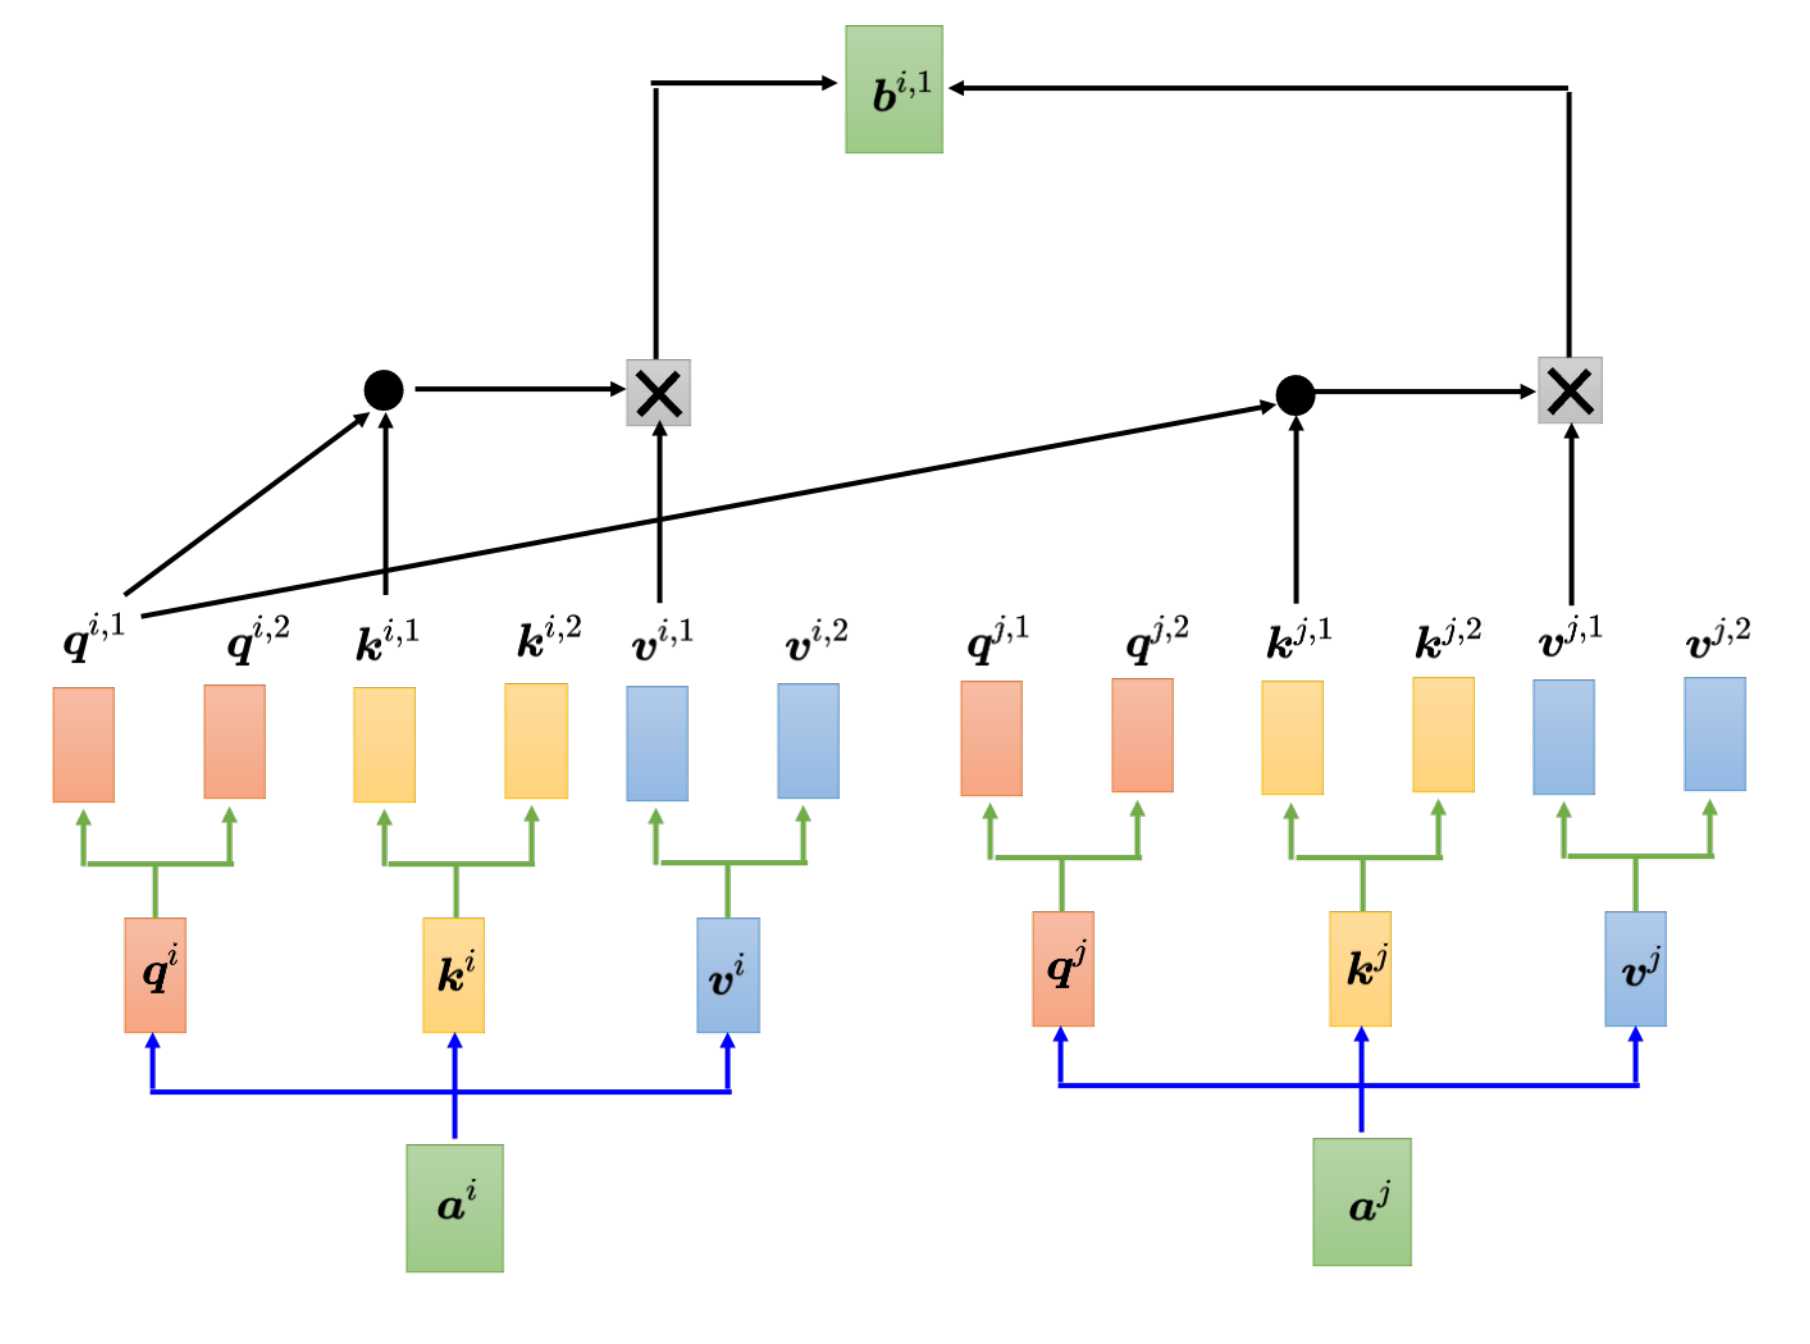 b^{i,1}
q^{i,1} q^{i,2} k^{i,1} k^{i,2} v^{i,1} v^{i,2} q^{j,1} q^{j,2} k^{j,1} k^{j,2} v^{j,1} v^{j,2}
q^i k^i v^i q^j k^j v^j
a^i a^j